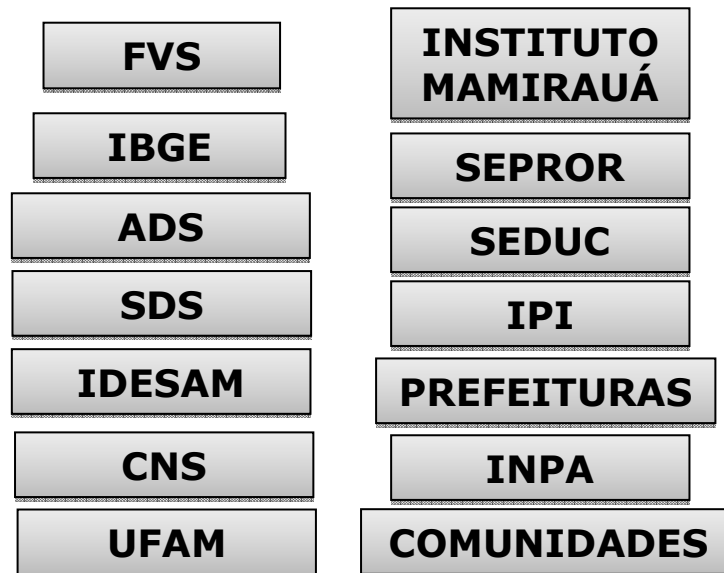 FVS
IBGE
ADS
SDS
IDESAM
CNS
UFAM
INSTITUTO
MAMIRAUÁ
SEPROR
SEDUC
IPI
PREFEITURAS
INPA
COMUNIDADES